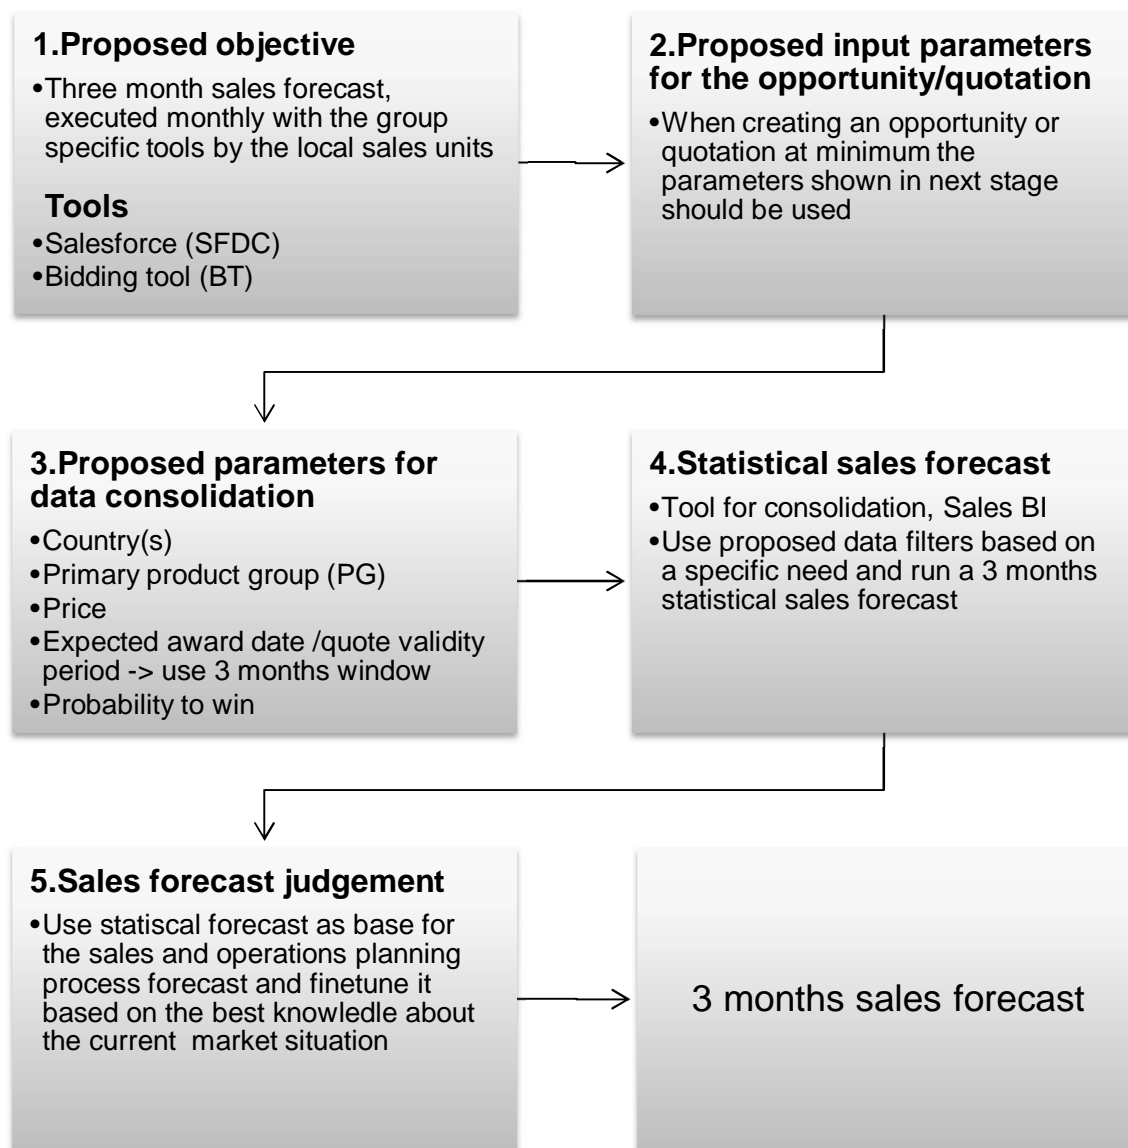 1.Proposed objective
•Three month sales forecast,
executed monthly with the group
specific tools by the local sales units
Tools
•Salesforce (SFDC)
•Bidding tool (BT)
2.Proposed input parameters
for the opportunity/quotation
•When creating an opportunity or
quotation at minimum the
parameters shown in next stage
should be used
3.Proposed parameters for
data consolidation
•Country(s)
•Primary product group (PG)
•Price
•Expected award date /quote validity
period -> use 3 months window
•Probability to win
4.Statistical sales forecast
•Tool for consolidation, Sales BI
•Use proposed data filters based on
a specific need and run a 3 months
statistical sales forecast
5.Sales forecast judgement
•Use statiscal forecast as base for
the sales and operations planning
process forecast and finetune it
based on the best knowledle about
the current  market situation
3 months sales forecast